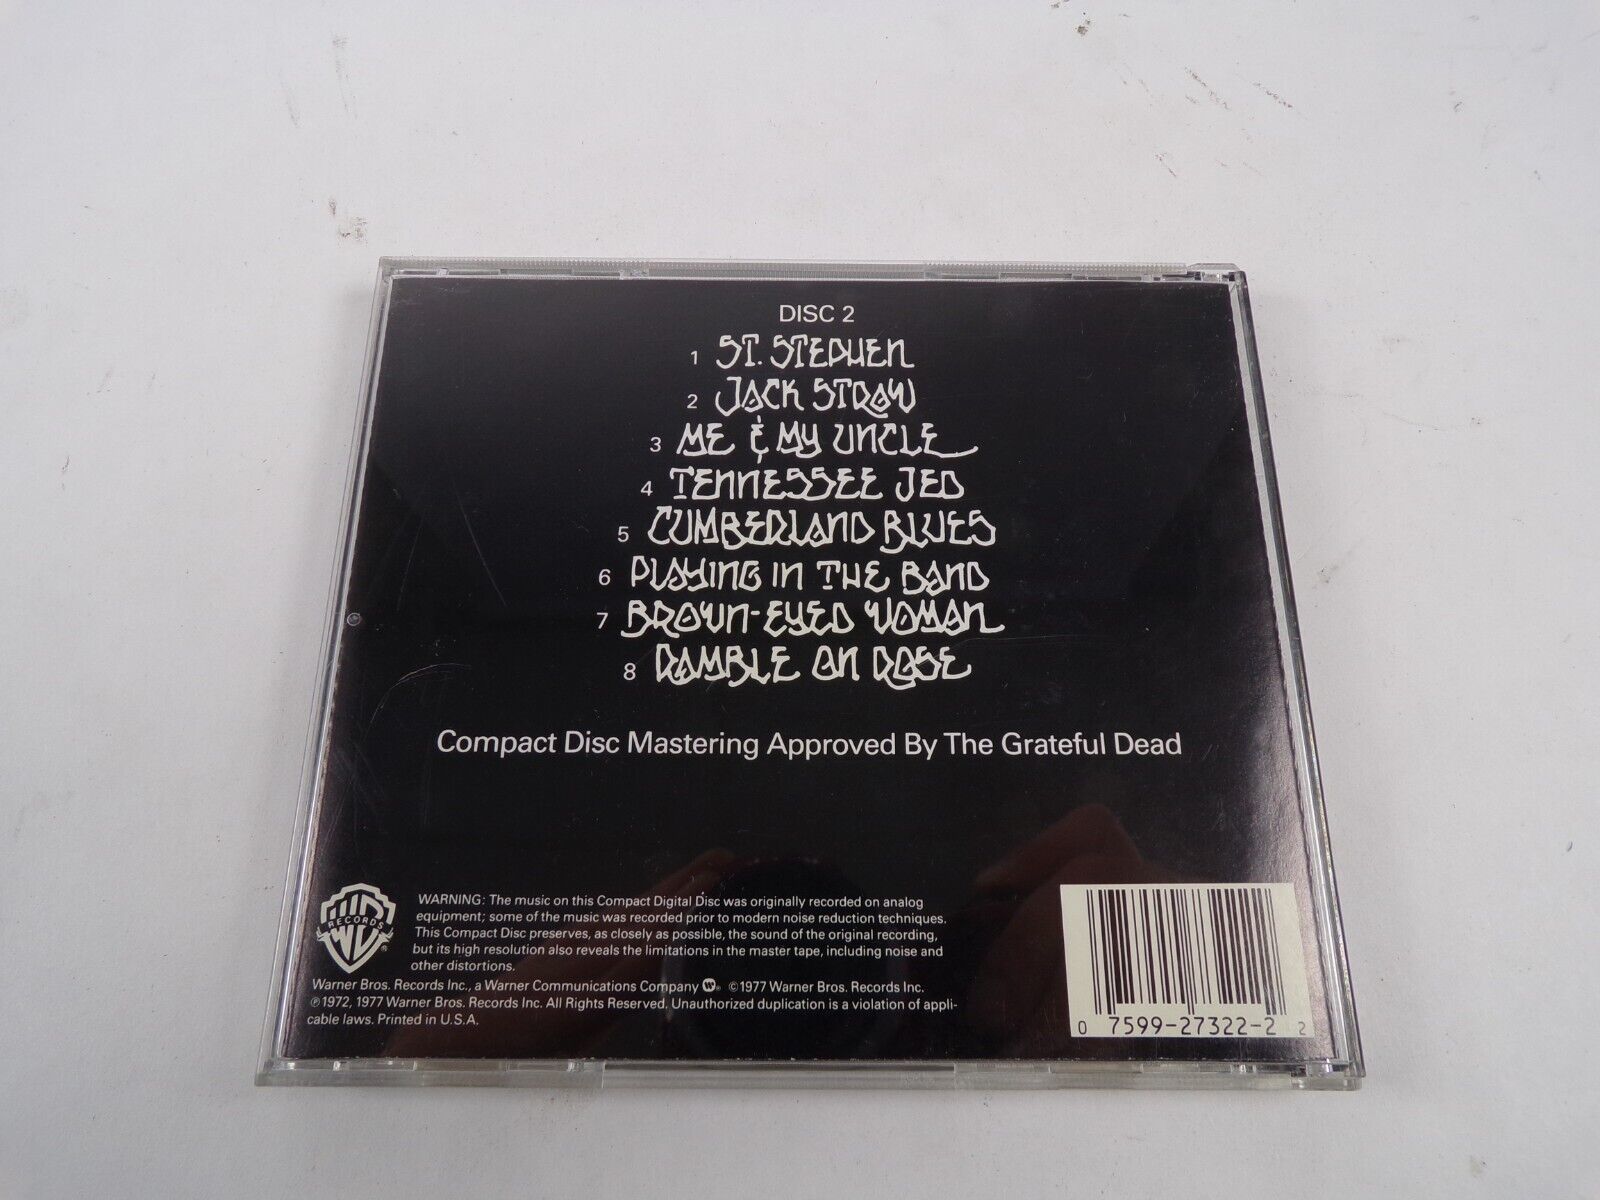 DISC 2
1 ST. STEPHEN
2 JACK STRAW
3 ME & MY UNCLE
4 TENNESSEE JED
5 CUMBERLAND BLUES
6 PLAYING IN THE BAND
7 BROWN-EYED WOMAN
8 RAMBLE ON ROSE
Compact Disc Mastering Approved By The Grateful Dead
WB
RECORDS
®
WARNING: The music on this Compact Digital Disc was originally recorded on analog
equipment; some of the music was recorded prior to modern noise reduction techniques.
This Compact Disc preserves, as closely as possible, the sound of the original recording,
but its high resolution also reveals the limitations in the master tape, including noise and
other distortions.
Warner Bros. Records Inc., a Warner Communications Company ©1977 Warner Bros. Records Inc.
℗1972, 1977 Warner Bros. Records Inc. All Rights Reserved. Unauthorized duplication is a violation of appli-
cable laws. Printed in U.S.A.
0 7599-27322-2 2